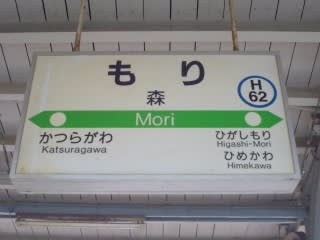 もり
森
H
62
Mori
かつらがわ
Katsuragawa
ひがしもり
Higashi-Mori
ひめかわ
Himekawa